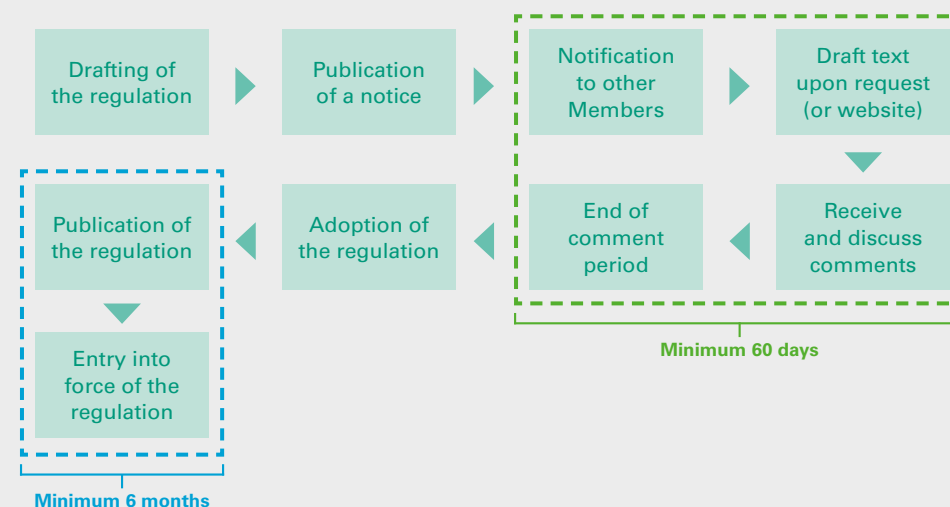 Drafting of
the regulation
Publication
of a notice
Notification
to other
Members
Draft text
upon request
(or website)
Receive
and discuss
comments
End of
comment
period
Adoption of
the regulation
Publication of
the regulation
Entry into
force of the
regulation
Minimum 60 days
Minimum 6 months